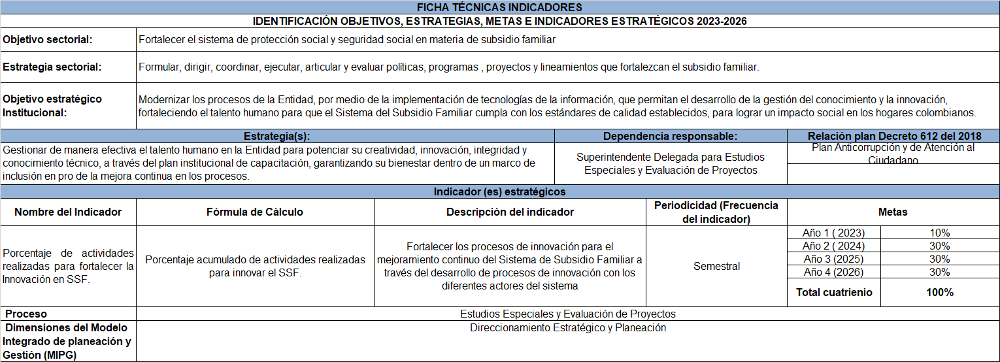 FICHA TÉCNICAS INDICADORES
IDENTIFICACIÓN OBJETIVOS, ESTRATEGIAS, METAS E INDICADORES ESTRATÉGICOS 2023-2026
Objetivo sectorial:
Fortalecer el sistema de protección social y seguridad social en materia de subsidio familiar
Estrategia sectorial:
Formular, dirigir, coordinar, ejecutar, articular y evaluar políticas, programas , proyectos y lineamientos que fortalezcan el subsidio familiar.
Objetivo estratégico
Institucional:
Modernizar los procesos de la Entidad, por medio de la implementación de tecnologías de la información, que permitan el desarrollo de la gestión del conocimiento y la innovación,
fortaleciendo el talento humano para que el Sistema del Subsidio Familiar cumpla con los estándares de calidad establecidos, para lograr un impacto social en los hogares colombianos.
Estrategia(s):
Dependencia responsable:
Relación plan Decreto 612 del 2018
Gestionar de manera efectiva el talento humano en la Entidad para potenciar su creatividad, innovación, integridad y
conocimiento técnico, a través del plan institucional de capacitación, garantizando su bienestar dentro de un marco de
inclusión en pro de la mejora continua en los procesos.
Superintendente Delegada para Estudios
Especiales y Evaluación de Proyectos
Plan Anticorrupción y de Atención al
Ciudadano
Indicador (es) estratégicos
Nombre del Indicador
Fórmula de Cálculo
Descripción del indicador
Periodicidad (Frecuencia
del indicador)
Metas
Porcentaje de actividades
realizadas para fortalecer la
Innovación en SSF.
Porcentaje acumulado de actividades realizadas
para innovar el SSF.
Fortalecer los procesos de innovación para el
mejoramiento continuo del Sistema de Subsidio Familiar a
través del desarrollo de procesos de innovación con los
diferentes actores del sistema
Semestral
Año 1 ( 2023) 10%
Año 2 ( 2024) 30%
Año 3 (2025) 30%
Año 4 (2026) 30%
Total cuatrienio 100%
Proceso
Estudios Especiales y Evaluación de Proyectos
Dimensiones del Modelo
Integrado de planeación y
Gestión (MIPG)
Direccionamiento Estratégico y Planeación